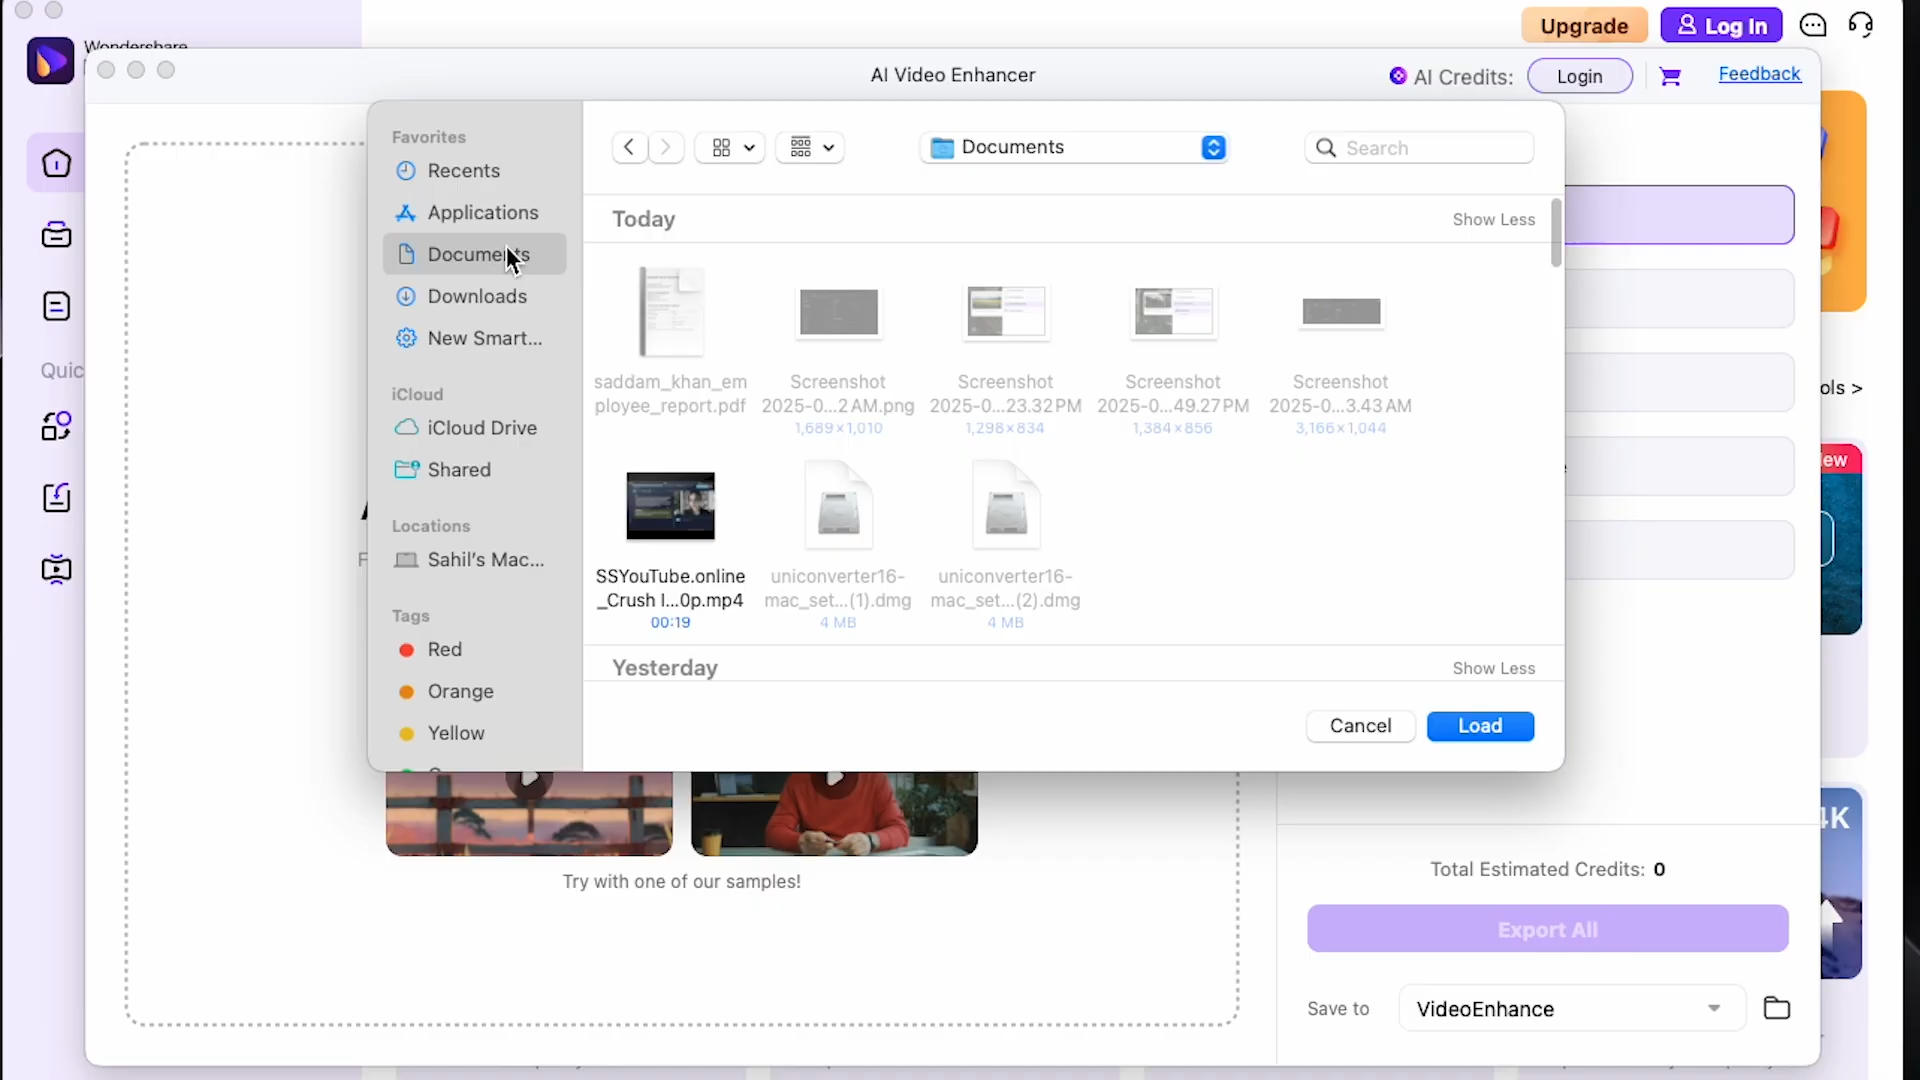 Upgrade
Log In
Wondershare
AI Video Enhancer
AI Credits:
Login
Feedback
Favorites
Recents
Applications
Documents
Downloads
New Smart...
iCloud
iCloud Drive
Shared
Locations
Sahil's Mac...
Tags
Red
Orange
Yellow
Documents
Search
Today
Show Less
saddam_khan_em
ployee_report.pdf
Screenshot
2025-0...2 AM.png
1,689×1,010
Screenshot
2025-0...23.32 PM
1,298×834
Screenshot
2025-0...49.27 PM
1,384×856
Screenshot
2025-0...3.43 AM
3,166×1,044
SSYouTube.online
_Crush I...0p.mp4
00:19
uniconverter16-
mac_set...(1).dmg
4 MB
uniconverter16-
mac_set...(2).dmg
4 MB
Yesterday
Show Less
Cancel
Load
Quic
ols >
ew
4K
Try with one of our samples!
Total Estimated Credits: 0
Export All
Save to
VideoEnhance